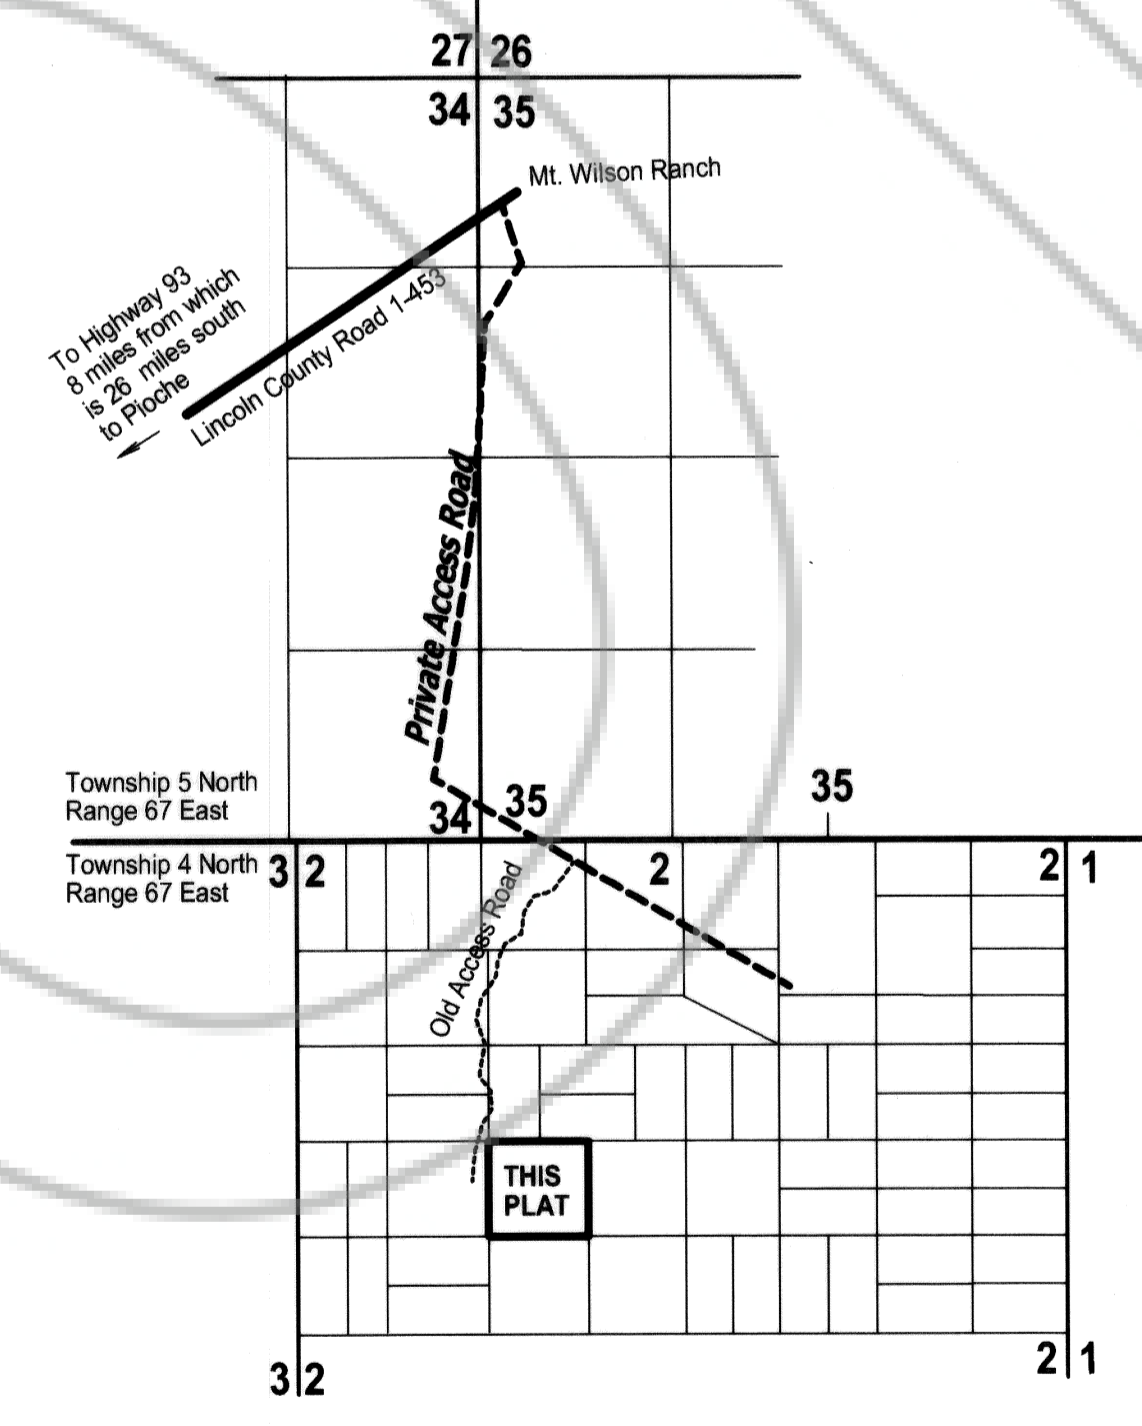 27 26
34 35
Mt. Wilson Ranch
To Highway 93
8 miles from which
is 26 miles south
to Pioche
Lincoln County Road 1-453
Private Access Road
Township 5 North
Range 67 East
34 35
35
Township 4 North
Range 67 East
3 2
2
2 1
Old Access Road
THIS
PLAT
3 2
2 1